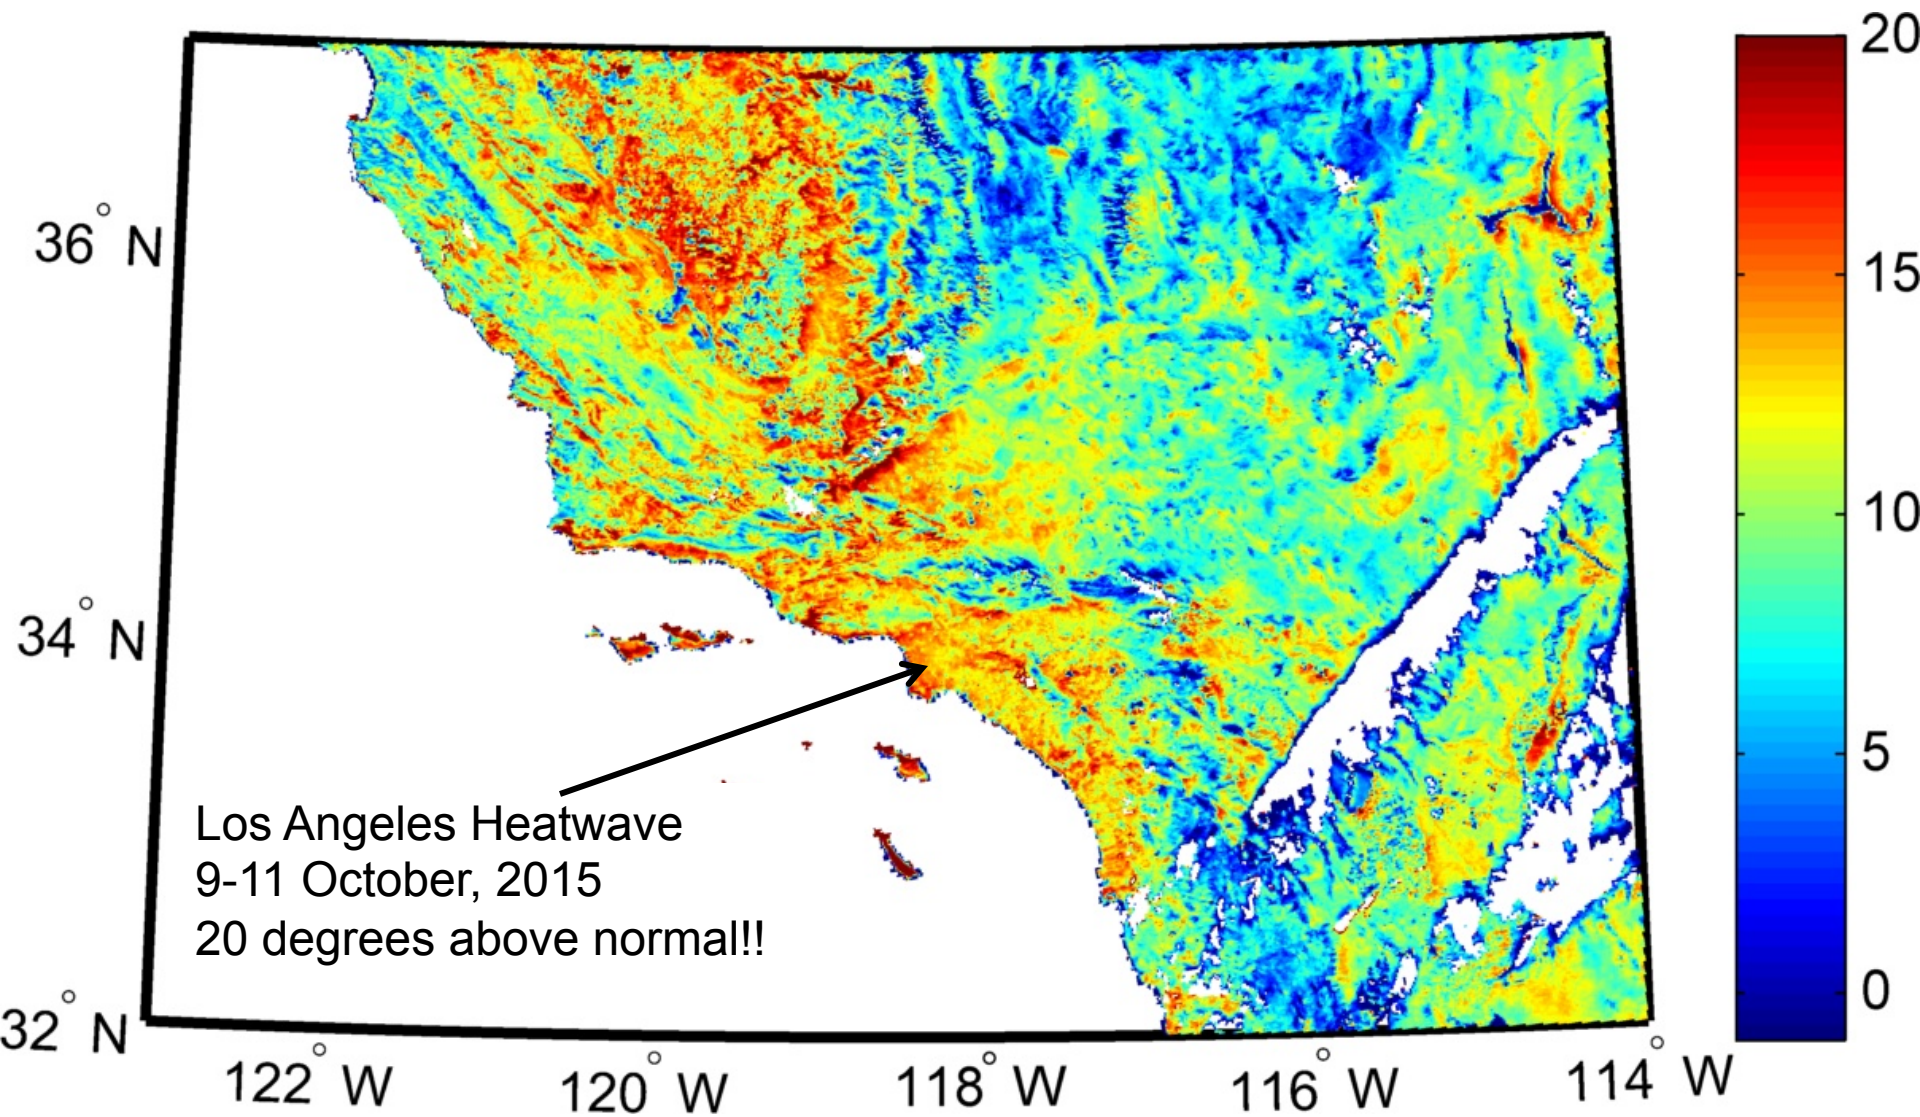 20
15
10
5
0
36° N
34° N
32° N
122° W
120° W
118° W
116° W
114° W
Los Angeles Heatwave
9-11 October, 2015
20 degrees above normal!!